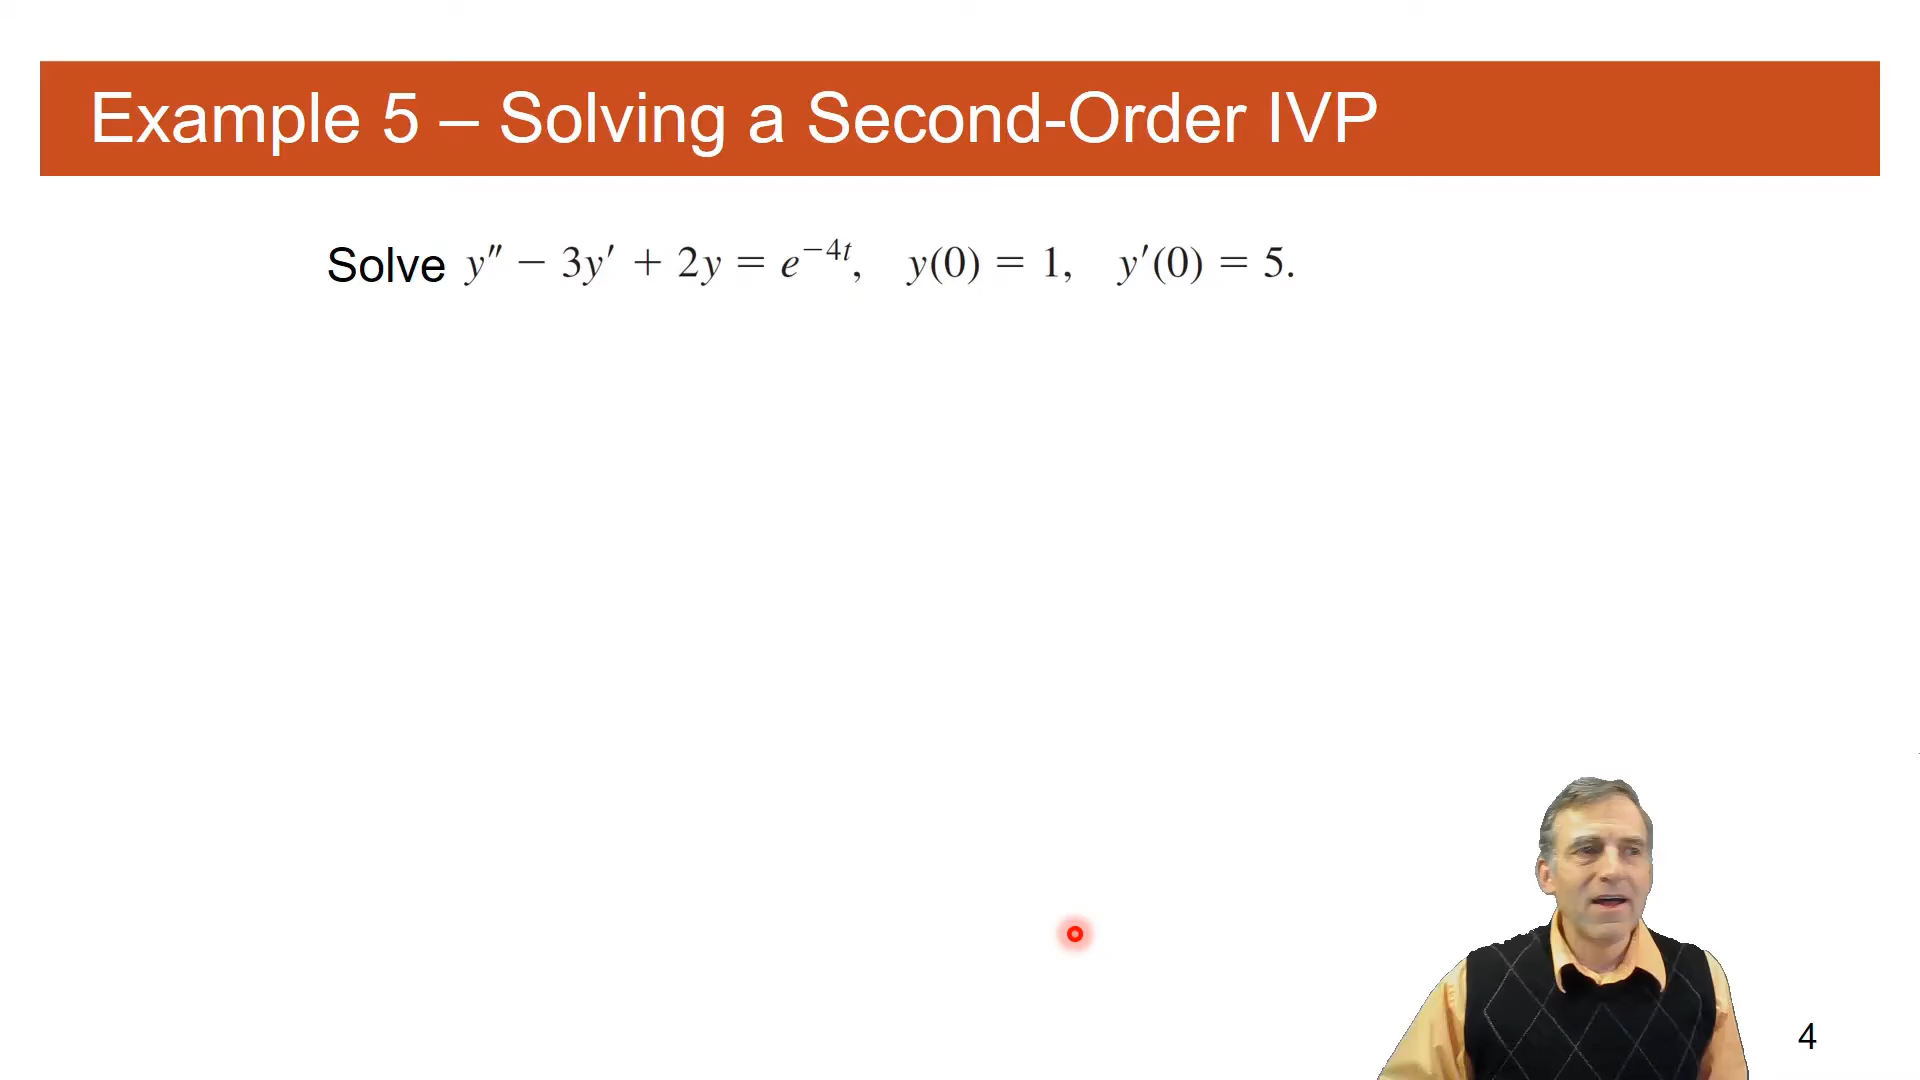 Example 5 – Solving a Second-Order IVP
Solve y″ − 3y′ + 2y = e⁻⁴ᵗ, y(0) = 1, y′(0) = 5.
4